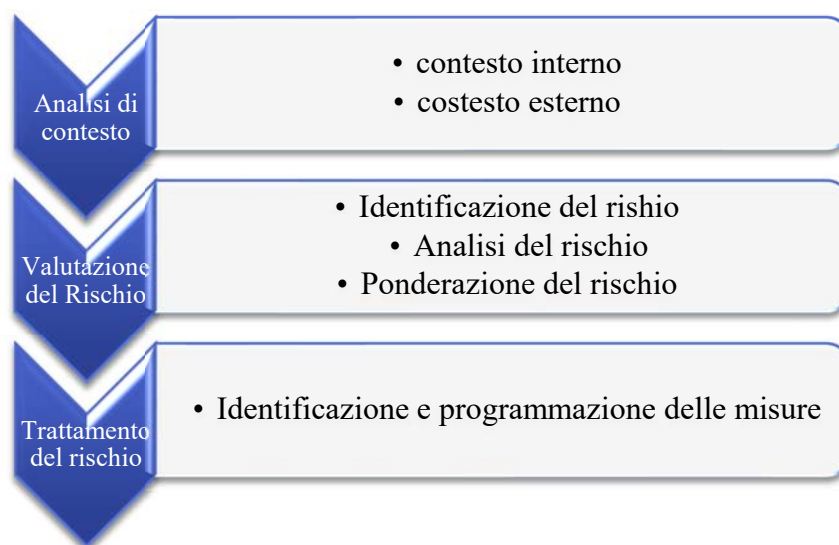 Analisi di
contesto
• contesto interno
• costesto esterno
Valutazione
del Rischio
• Identificazione del rishio
• Analisi del rischio
• Ponderazione del rischio
Trattamento
del rischio
• Identificazione e programmazione delle misure